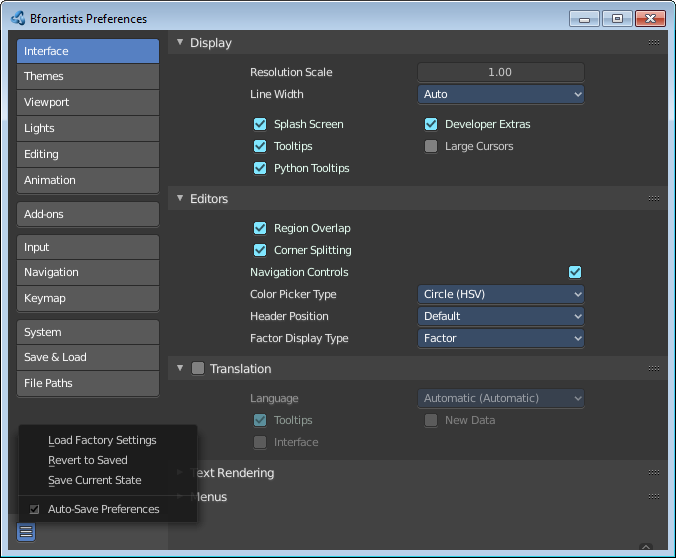 Bforartists Preferences
Interface
Themes
Viewport
Lights
Editing
Animation
Add-ons
Input
Navigation
Keymap
System
Save & Load
File Paths
Load Factory Settings
Revert to Saved
Save Current State
Auto-Save Preferences
Display
Resolution Scale 1.00
Line Width Auto
Splash Screen Developer Extras
Tooltips Large Cursors
Python Tooltips
Editors
Region Overlap
Corner Splitting
Navigation Controls
Color Picker Type Circle (HSV)
Header Position Default
Factor Display Type Factor
Translation
Language Automatic (Automatic)
Tooltips New Data
Interface
Text Rendering
Menus